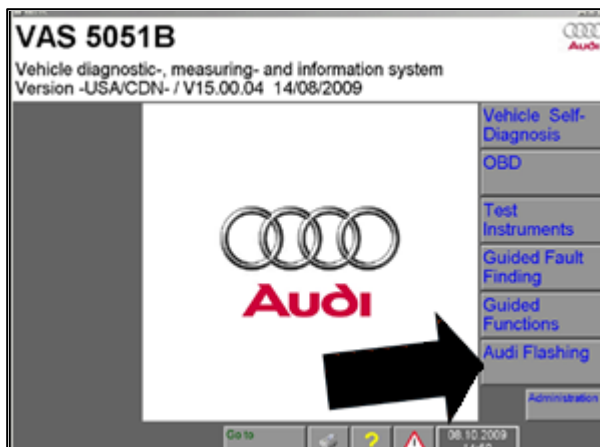 VAS 5051B
Audi
Vehicle diagnostic-, measuring- and information system
Version -USA/CDN- / V15.00.04 14/08/2009
Vehicle Self-
Diagnosis
OBD
Test
Instruments
Guided Fault
Finding
Guided
Functions
Audi Flashing
Audi
Administration
Go to
?
08.10.2009